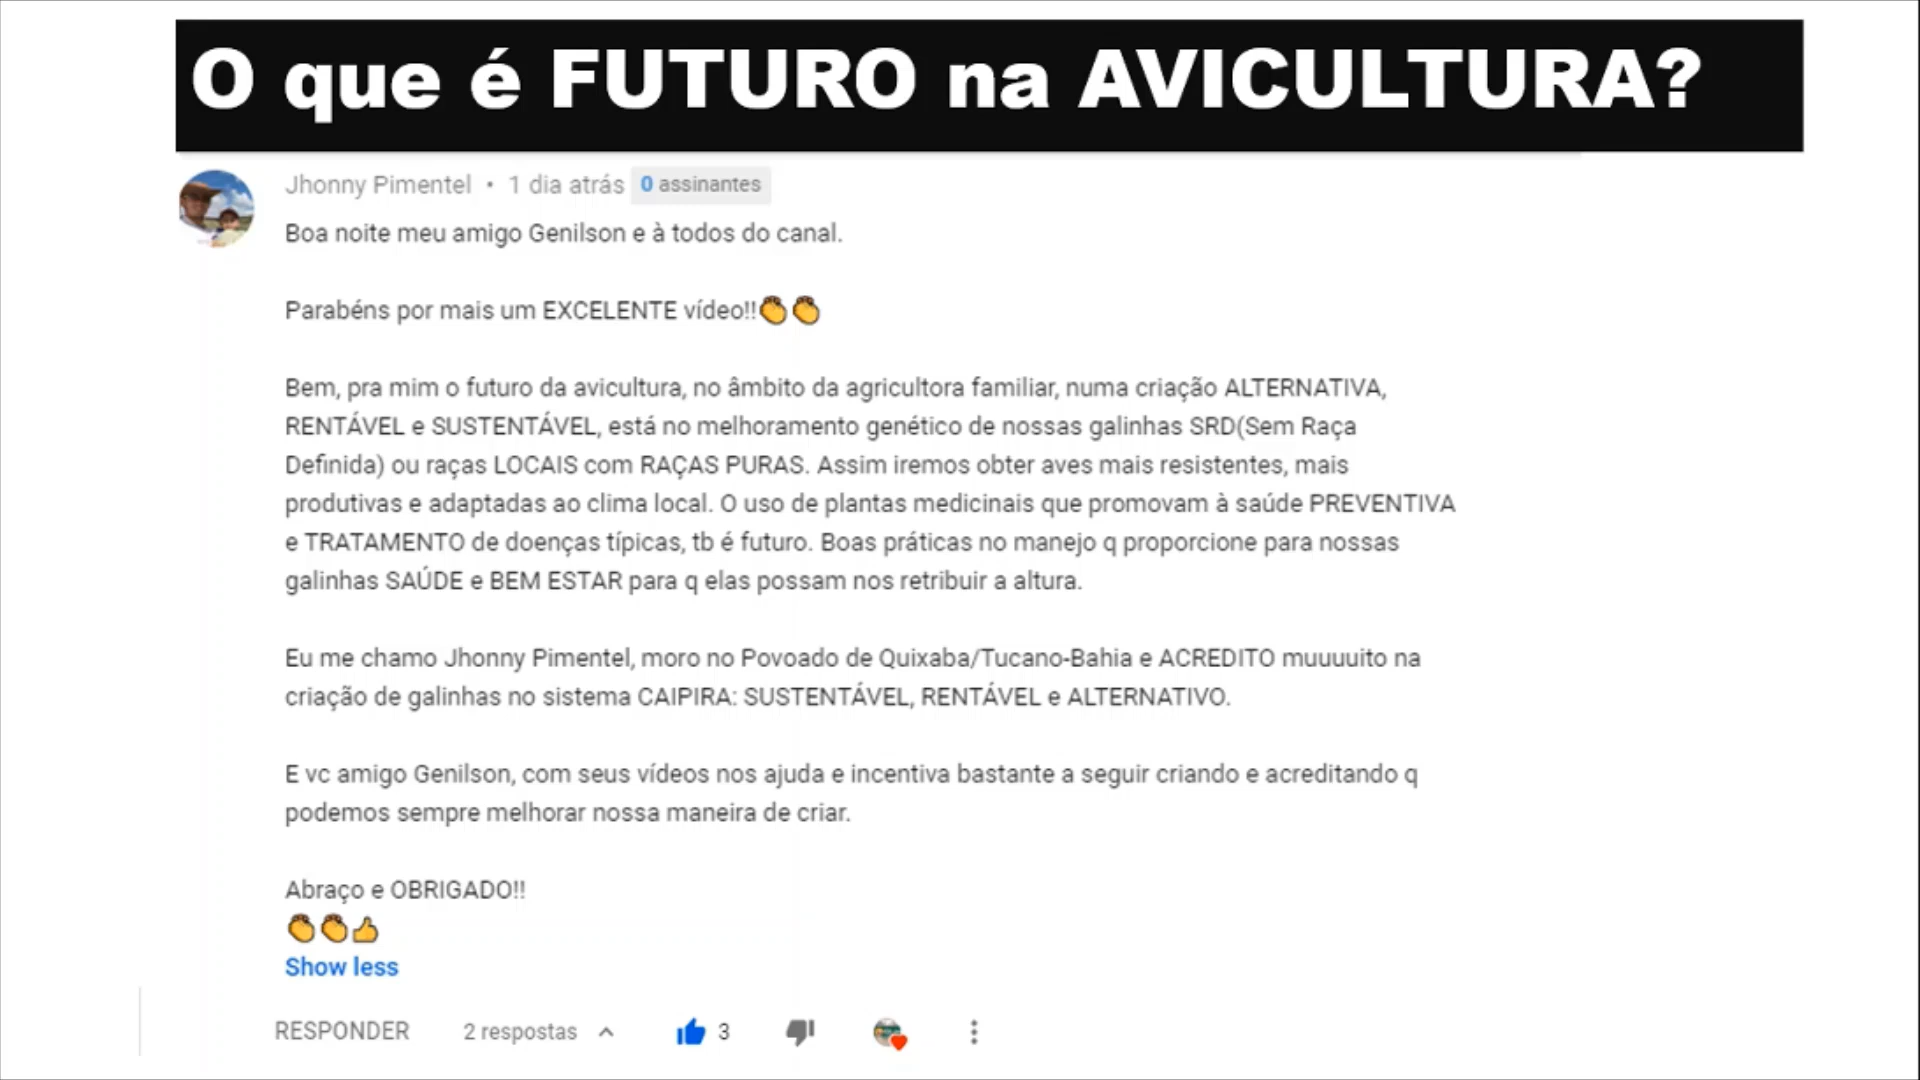 O que é FUTURO na AVICULTURA?
Jhonny Pimentel • 1 dia atrás 0 assinantes
Boa noite meu amigo Genilson e à todos do canal.
Parabéns por mais um EXCELENTE vídeo!!👏👏
Bem, pra mim o futuro da avicultura, no âmbito da agricultora familiar, numa criação ALTERNATIVA,
RENTÁVEL e SUSTENTÁVEL, está no melhoramento genético de nossas galinhas SRD(Sem Raça
Definida) ou raças LOCAIS com RAÇAS PURAS. Assim iremos obter aves mais resistentes, mais
produtivas e adaptadas ao clima local. O uso de plantas medicinais que promovam à saúde PREVENTIVA
e TRATAMENTO de doenças típicas, tb é futuro. Boas práticas no manejo q proporcione para nossas
galinhas SAÚDE e BEM ESTAR para q elas possam nos retribuir a altura.
Eu me chamo Jhonny Pimentel, moro no Povoado de Quixaba/Tucano-Bahia e ACREDITO muuuuito na
criação de galinhas no sistema CAIPIRA: SUSTENTÁVEL, RENTÁVEL e ALTERNATIVO.
E vc amigo Genilson, com seus vídeos nos ajuda e incentiva bastante a seguir criando e acreditando q
podemos sempre melhorar nossa maneira de criar.
Abraço e OBRIGADO!!
👏👏👍
Show less
RESPONDER 2 respostas 3